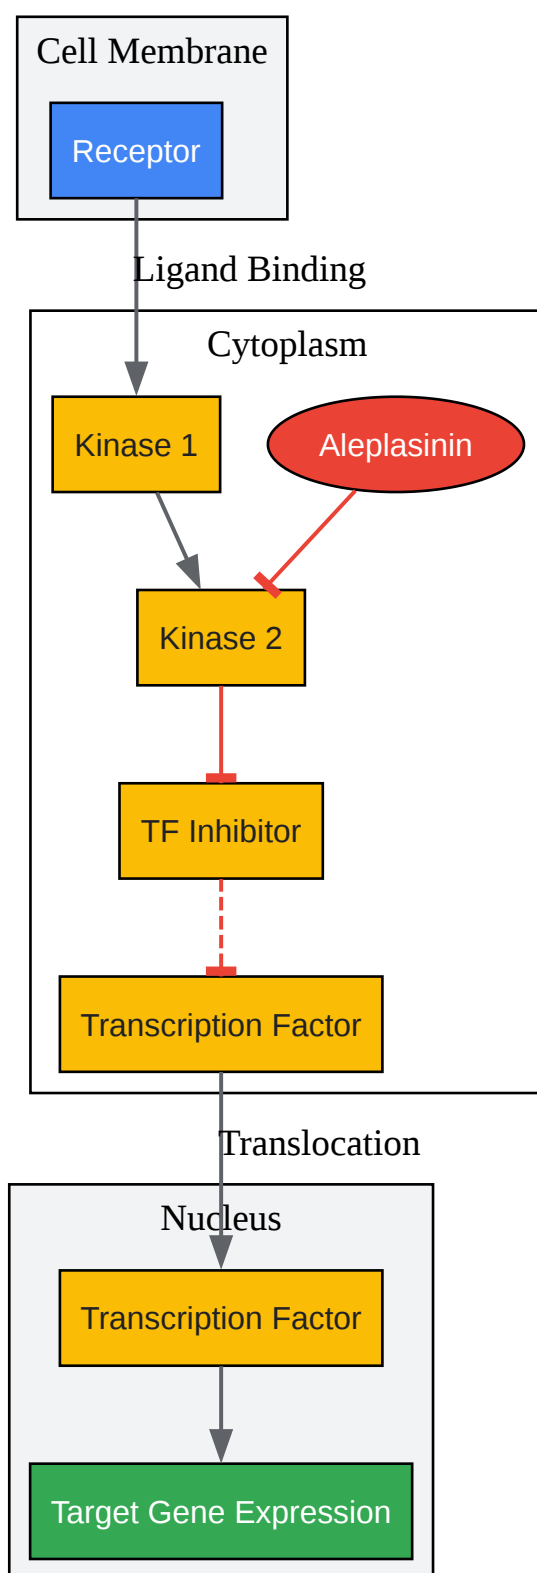 Cell Membrane
Receptor
Ligand Binding
Cytoplasm
Kinase 1
Aleplasinin
Kinase 2
TF Inhibitor
Transcription Factor
Translocation
Nucleus
Transcription Factor
Target Gene Expression